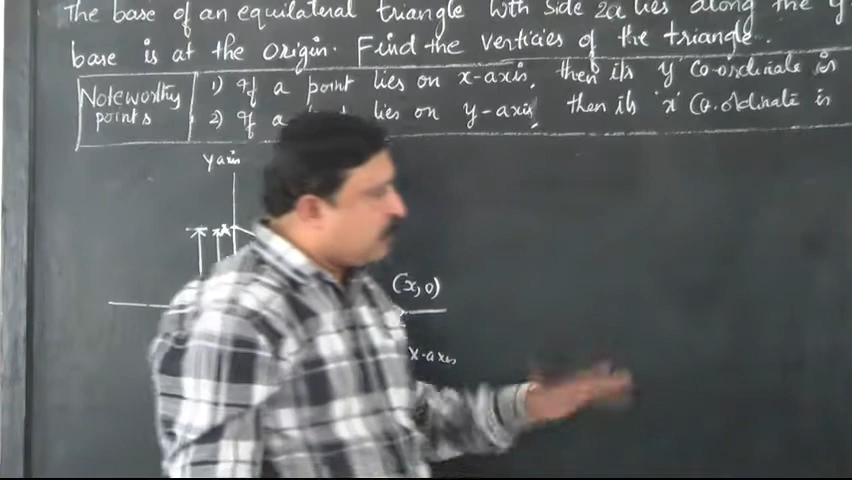 The base of an equilateral triangle with side 2a lies along the y
base is at the origin. Find the verticies of the triangle.
Noteworthy points
1) If a point lies on x-axis, then its y co-ordinate is
2) If a lies on y-axis, then its 'x' co.ordinate is
y axis
(x, 0)
x-axis